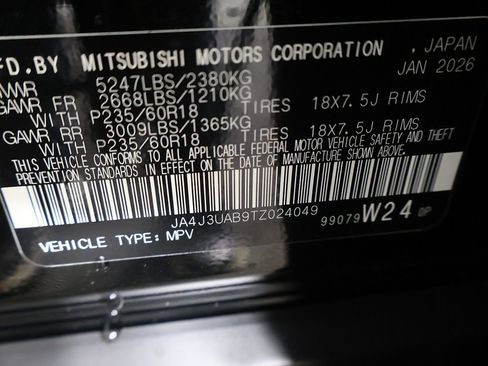 FD.BY MITSUBISHI MOTORS CORPORATION , JAPAN
JAN 2026
VWR 5247LBS/2380KG
GAWR FR 2668LBS/1210KG
WITH P235/60R18 TIRES 18X7.5J RIMS
GAWR RR 3009LBS/1365KG
WITH P235/60R18 TIRES 18X7.5J RIMS
THIS VEHICLE CONFORMS TO ALL APPLICABLE FEDERAL MOTOR VEHICLE SAFETY AND THEFT
PREVENTION STANDARDS IN EFFECT ON THE DATE OF MANUFACTURE SHOWN ABOVE.
JA4J3UAB9TZ024049
VEHICLE TYPE:MPV
99079 W24 0P